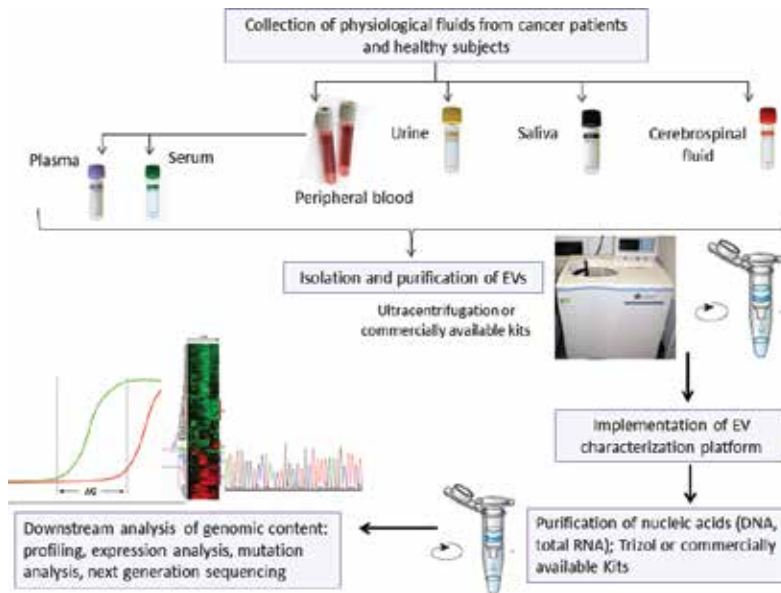 Collection of physiological fluids from cancer patients
and healthy subjects
Urine
Saliva
Cerebrospinal
fluid
Plasma
Serum
Peripheral blood
Isolation and purification of EVs
Ultracentrifugation or
commercially available kits
Implementation of EV
characterization platform
Purification of nucleic acids (DNA,
total RNA); Trizol or commercially
available Kits
Downstream analysis of genomic content:
profiling, expression analysis, mutation
analysis, next generation sequencing